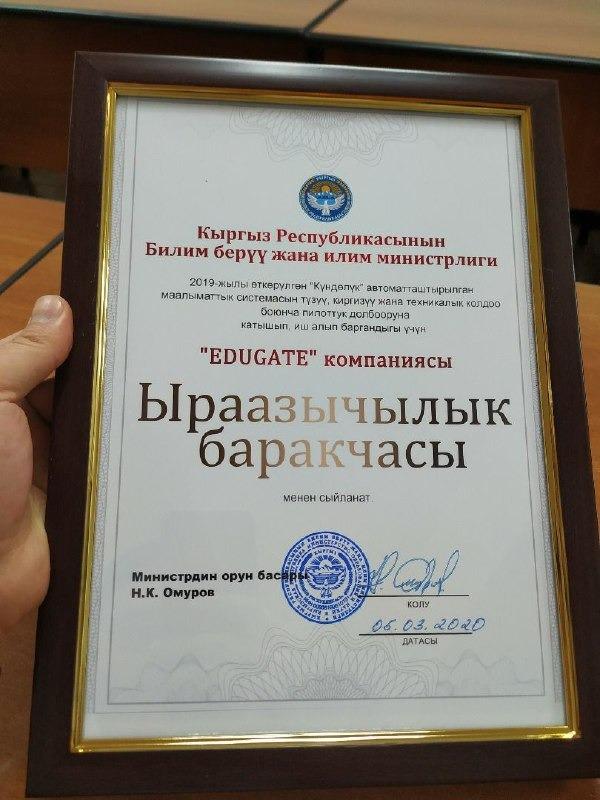 Кыргыз Республикасынын
Билим берүү жана илим министрлиги
2019-жылы өткөрүлгөн "Күндөлүк" автоматташтырылган
маалыматтык системасын түзүү, киргизүү жана техникалык колдоо
боюнча пилоттук долбооруна
катышып, иш алып баргандыгы үчүн
"EDUGATE" компаниясы
Ыраазычылык
баракчасы
менен сыйланат.
Министрдин орун басары
Н.К. Омуров
КОЛУ
05.03.2020
ДАТАСЫ